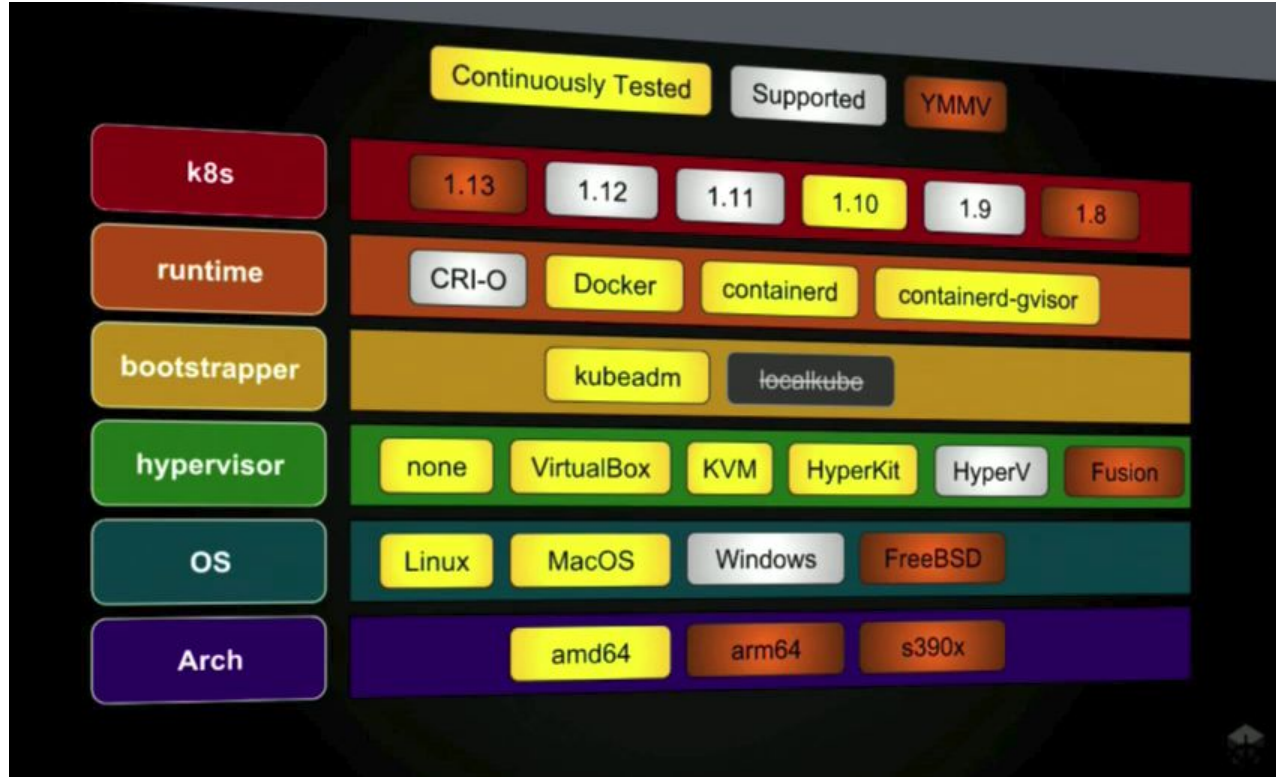 Continuously Tested Supported YMMV
k8s 1.13 1.12 1.11 1.10 1.9 1.8
runtime CRI-O Docker containerd containerd-gvisor
bootstrapper kubeadm localkube
hypervisor none VirtualBox KVM HyperKit HyperV Fusion
OS Linux MacOS Windows FreeBSD
Arch amd64 arm64 s390x